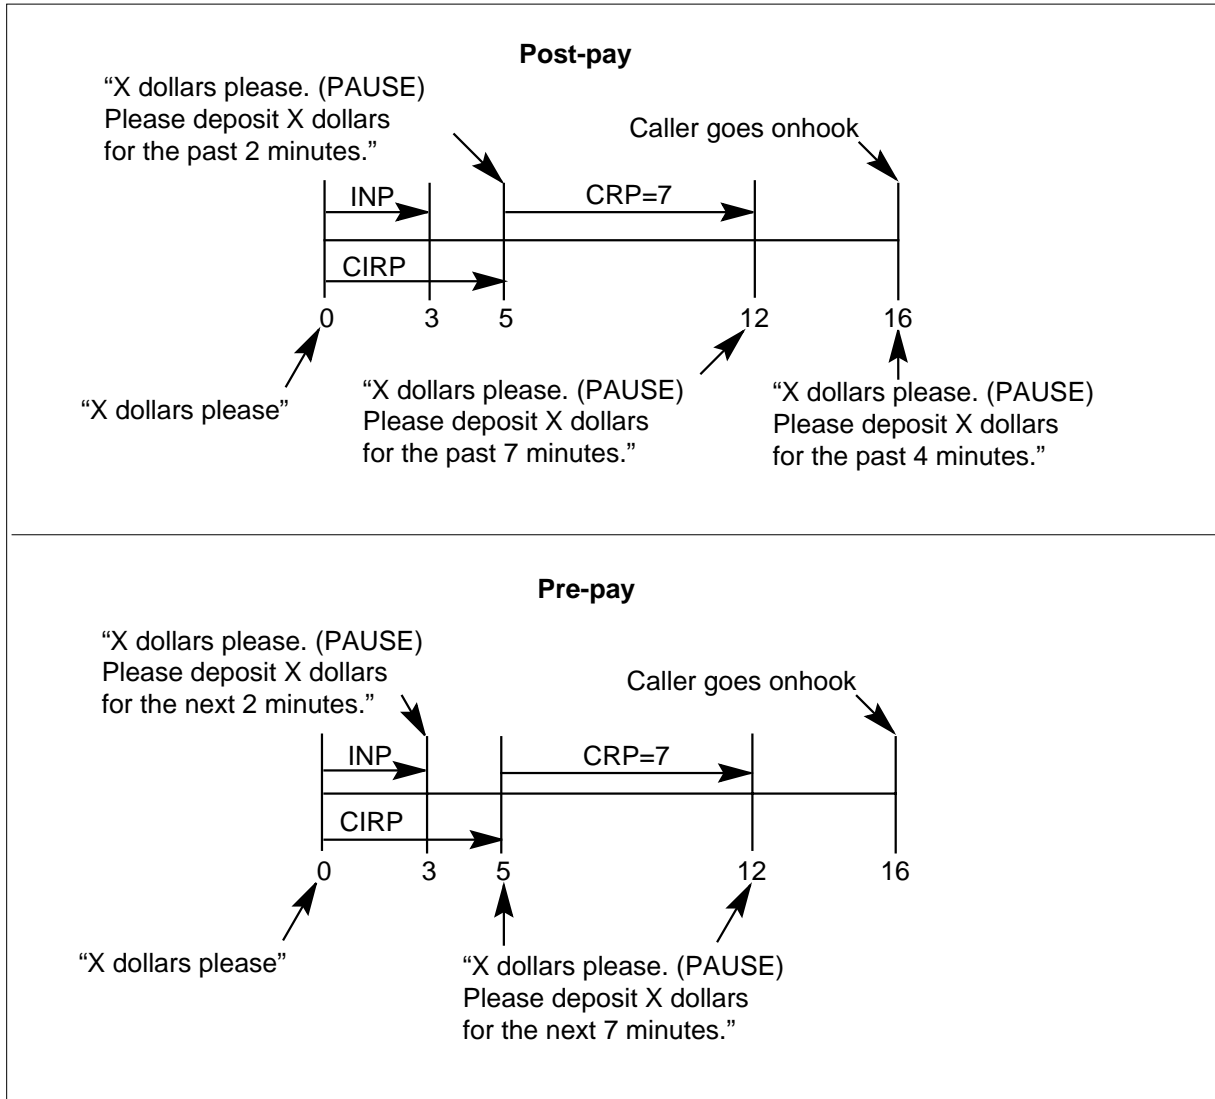 Post-pay
“X dollars please. (PAUSE)
Please deposit X dollars
for the past 2 minutes.”
Caller goes onhook
INP
CRP=7
CIRP
0
3
5
12
16
“X dollars please”
“X dollars please. (PAUSE)
Please deposit X dollars
for the past 7 minutes.”
“X dollars please. (PAUSE)
Please deposit X dollars
for the past 4 minutes.”
Pre-pay
“X dollars please. (PAUSE)
Please deposit X dollars
for the next 2 minutes.”
Caller goes onhook
INP
CRP=7
CIRP
0
3
5
12
16
“X dollars please”
“X dollars please. (PAUSE)
Please deposit X dollars
for the next 7 minutes.”